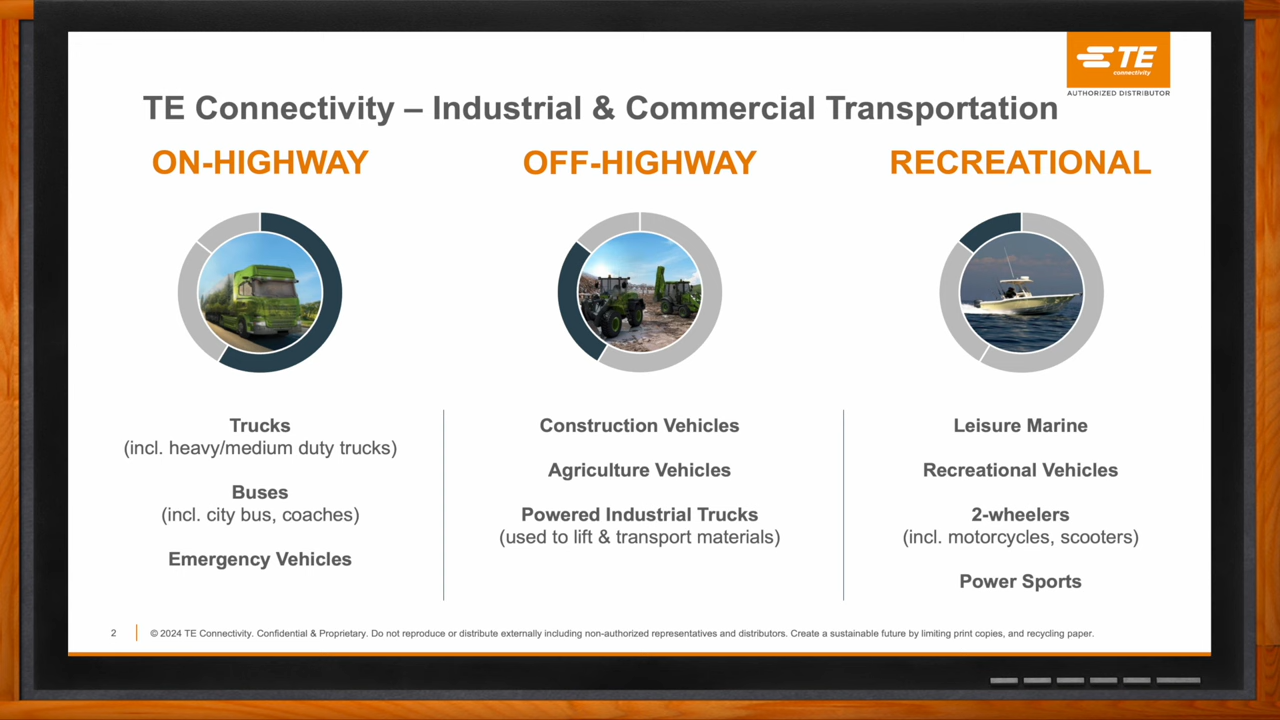 TE
connectivity
AUTHORIZED DISTRIBUTOR
TE Connectivity – Industrial & Commercial Transportation
ON-HIGHWAY
Trucks
(incl. heavy/medium duty trucks)
Buses
(incl. city bus, coaches)
Emergency Vehicles
OFF-HIGHWAY
Construction Vehicles
Agriculture Vehicles
Powered Industrial Trucks
(used to lift & transport materials)
RECREATIONAL
Leisure Marine
Recreational Vehicles
2-wheelers
(incl. motorcycles, scooters)
Power Sports
2
© 2024 TE Connectivity. Confidential & Proprietary. Do not reproduce or distribute externally including non-authorized representatives and distributors. Create a sustainable future by limiting print copies, and recycling paper.